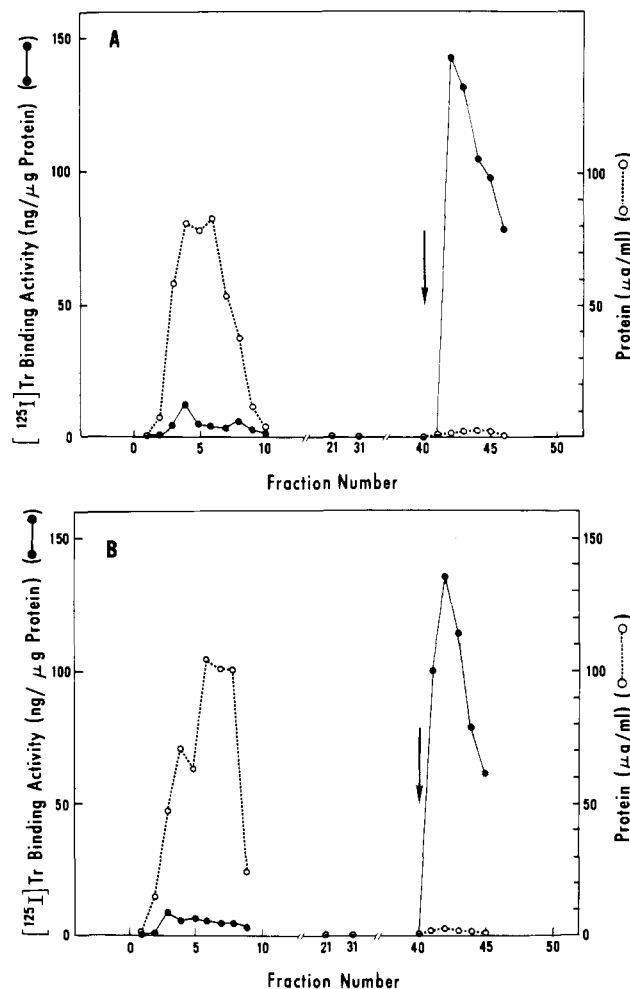 A
[125I]Tr Binding Activity (ng/μg Protein) (●—●)
150
100
50
0
Protein (μg/ml) (○┈○)
100
50
0
0 5 10 21 31 40 45 50
Fraction Number
B
[125I]Tr Binding Activity (ng/ μg Protein) (●—●)
150
100
50
0
Protein (μg/ml) (○┈○)
150
100
50
0
0 5 10 21 31 40 45 50
Fraction Number